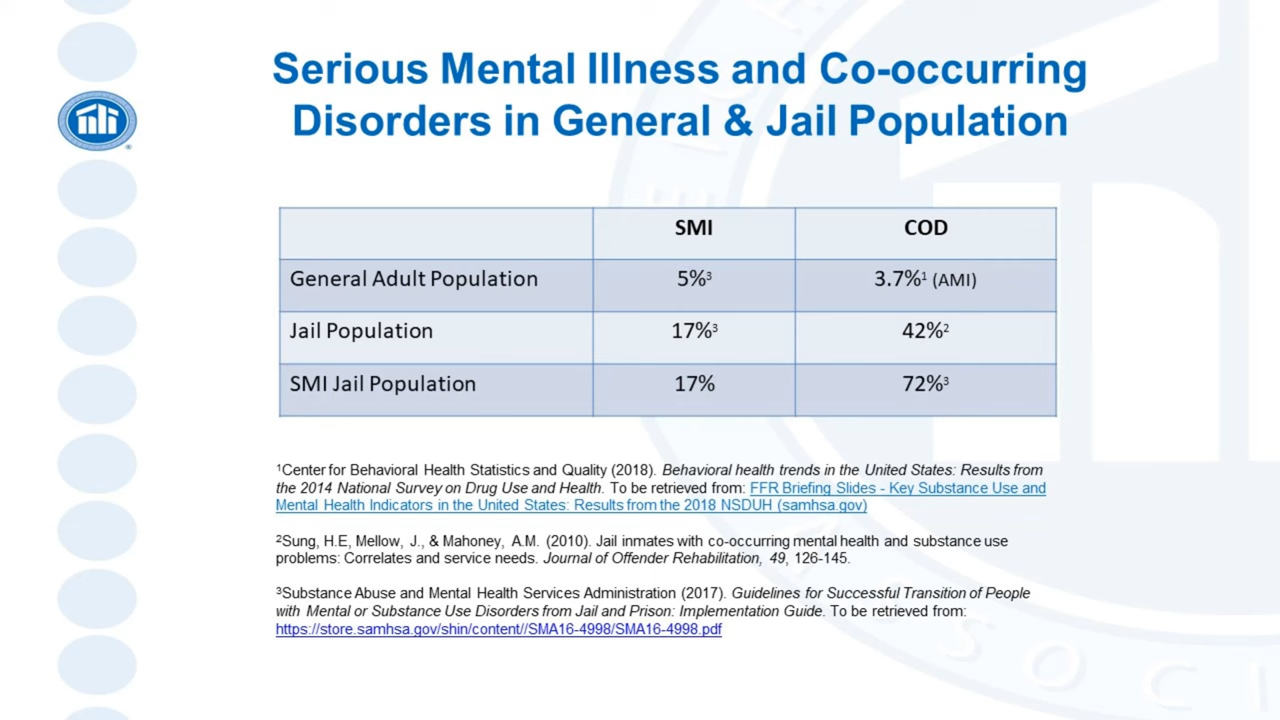 Serious Mental Illness and Co-occurring
Disorders in General & Jail Population
SMI COD
General Adult Population 5%³ 3.7%¹ (AMI)
Jail Population 17%³ 42%²
SMI Jail Population 17% 72%³
¹Center for Behavioral Health Statistics and Quality (2018). Behavioral health trends in the United States: Results from
the 2014 National Survey on Drug Use and Health. To be retrieved from: FFR Briefing Slides - Key Substance Use and
Mental Health Indicators in the United States: Results from the 2018 NSDUH (samhsa.gov)
²Sung, H.E, Mellow, J., & Mahoney, A.M. (2010). Jail inmates with co-occurring mental health and substance use
problems: Correlates and service needs. Journal of Offender Rehabilitation, 49, 126-145.
³Substance Abuse and Mental Health Services Administration (2017). Guidelines for Successful Transition of People
with Mental or Substance Use Disorders from Jail and Prison: Implementation Guide. To be retrieved from:
https://store.samhsa.gov/shin/content//SMA16-4998/SMA16-4998.pdf